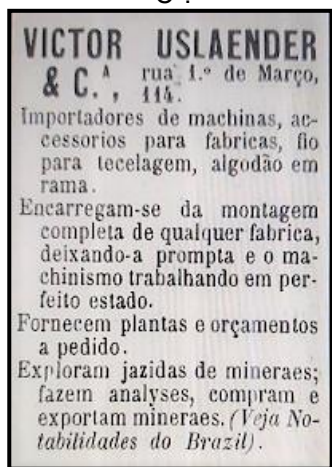 VICTOR USLAENDER
& C.ᴬ, rua 1.º de Março,
114.
Importadores de machinas, ac-
cessorios para fabricas, fio
para tecelagem, algodão em
rama.
Encarregam-se da montagem
completa de qualquer fabrica,
deixando-a prompta e o ma-
chinismo trabalhando em per-
feito estado.
Fornecem plantas e orçamentos
a pedido.
Exploram jazidas de mineraes;
fazem analyses, compram e
exportam mineraes. (Veja No-
tabilidades do Brazil).